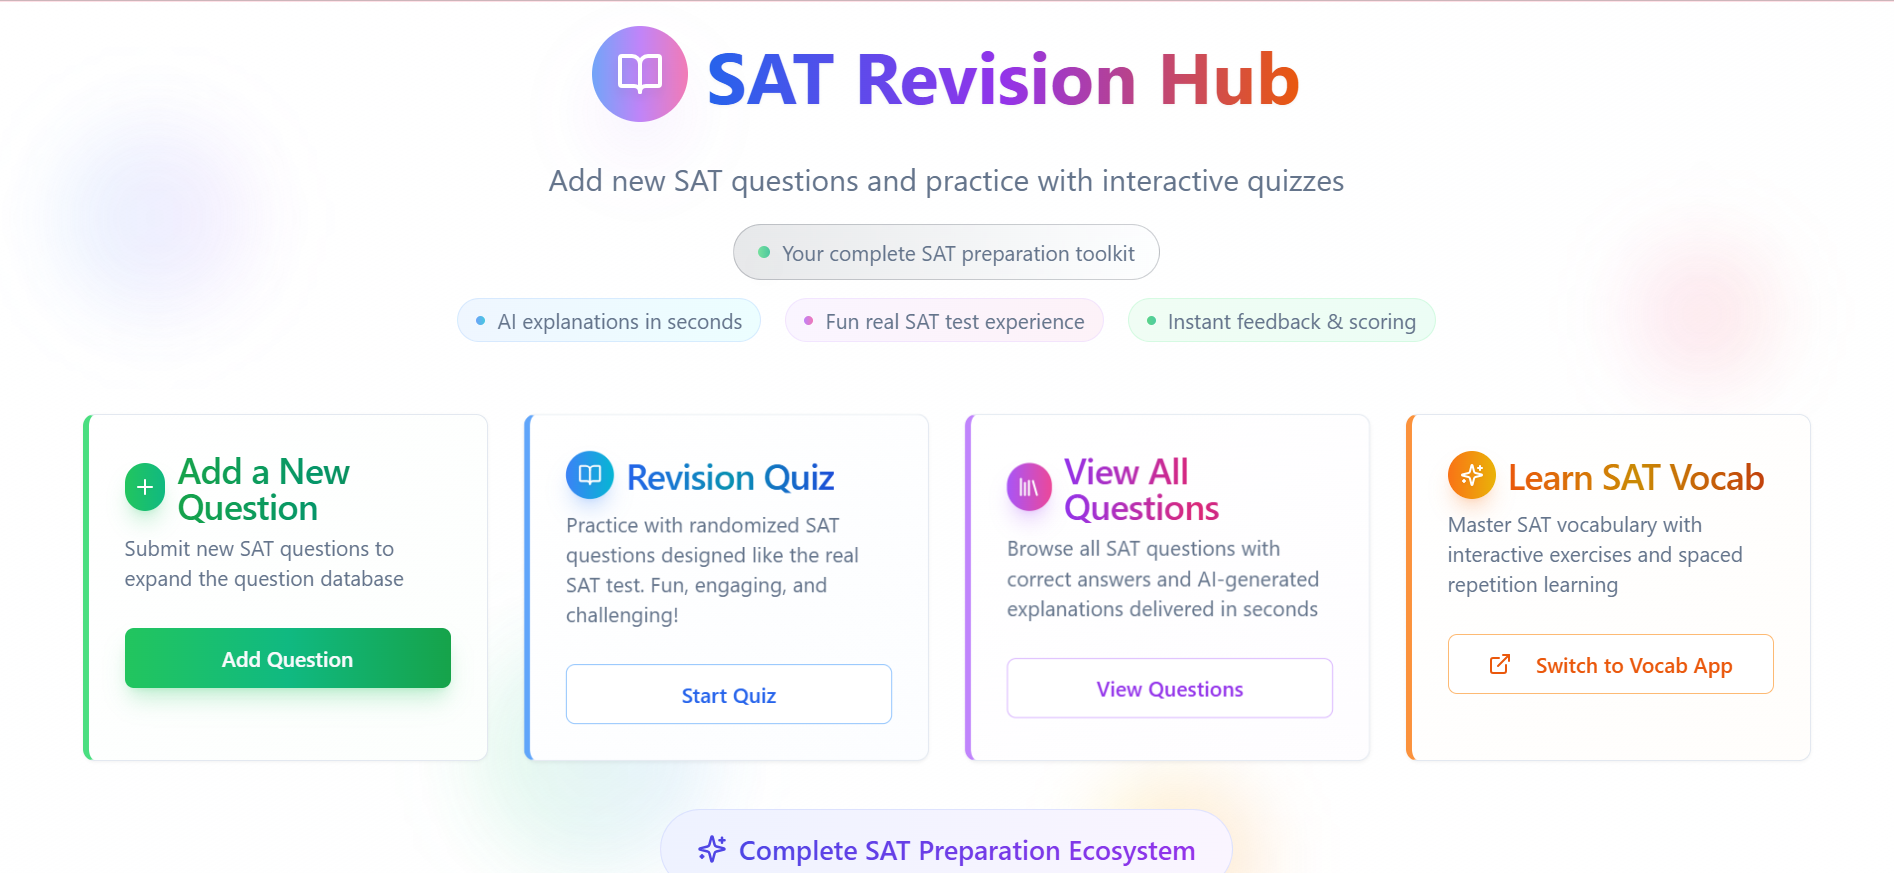 SAT Revision Hub
Add new SAT questions and practice with interactive quizzes
Your complete SAT preparation toolkit
AI explanations in seconds
Fun real SAT test experience
Instant feedback & scoring
Add a New
Question
Submit new SAT questions to
expand the question database
Add Question
Revision Quiz
Practice with randomized SAT
questions designed like the real
SAT test. Fun, engaging, and
challenging!
Start Quiz
View All
Questions
Browse all SAT questions with
correct answers and AI-generated
explanations delivered in seconds
View Questions
Learn SAT Vocab
Master SAT vocabulary with
interactive exercises and spaced
repetition learning
Switch to Vocab App
Complete SAT Preparation Ecosystem